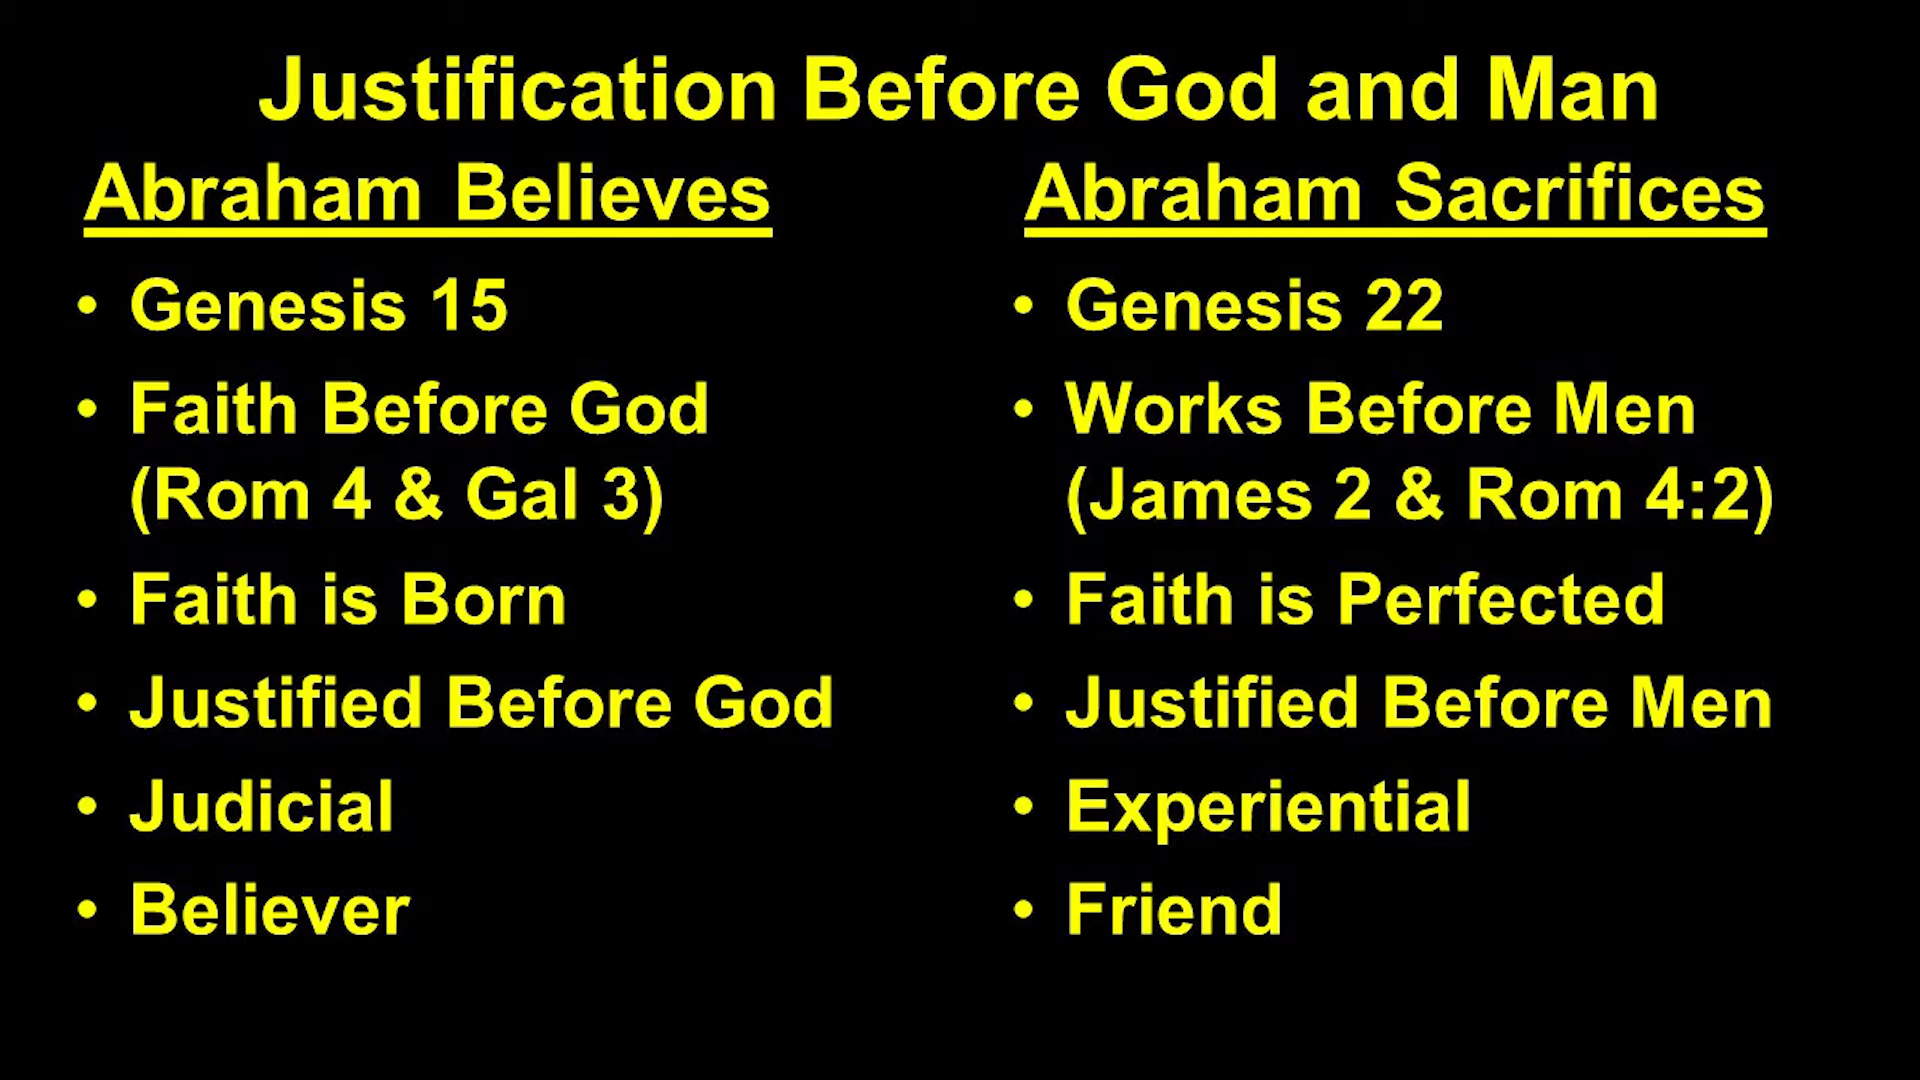 Justification Before God and Man
Abraham Believes
• Genesis 15
• Faith Before God
(Rom 4 & Gal 3)
• Faith is Born
• Justified Before God
• Judicial
• Believer
Abraham Sacrifices
• Genesis 22
• Works Before Men
(James 2 & Rom 4:2)
• Faith is Perfected
• Justified Before Men
• Experiential
• Friend